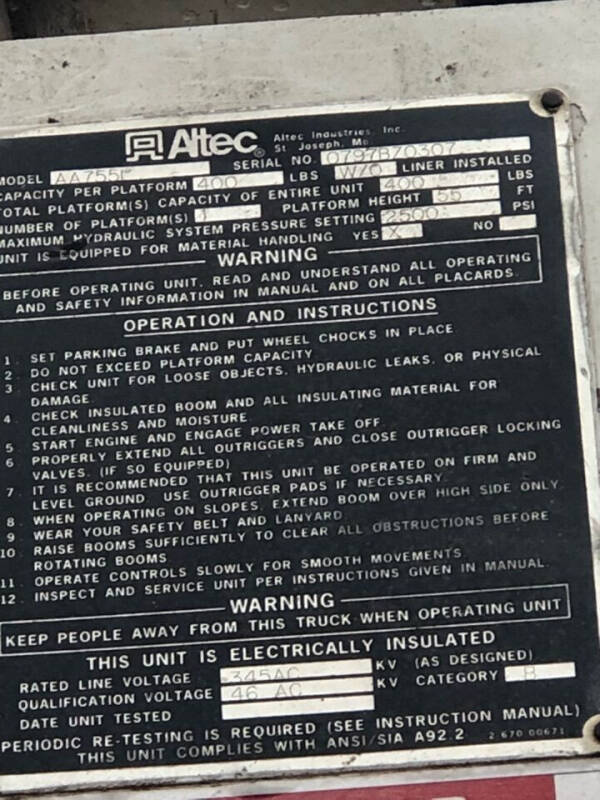 Altec
Altec Industries, Inc.
St. Joseph, Mo.
MODEL AA755L SERIAL NO. 0797B70307
CAPACITY PER PLATFORM 400 LBS W/O LINER INSTALLED
TOTAL PLATFORM(S) CAPACITY OF ENTIRE UNIT 400 LBS
NUMBER OF PLATFORM(S) 1 PLATFORM HEIGHT 55 FT
MAXIMUM HYDRAULIC SYSTEM PRESSURE SETTING 2500 PSI
UNIT IS EQUIPPED FOR MATERIAL HANDLING YES X NO
WARNING
BEFORE OPERATING UNIT, READ AND UNDERSTAND ALL OPERATING
AND SAFETY INFORMATION IN MANUAL AND ON ALL PLACARDS.
OPERATION AND INSTRUCTIONS
1. SET PARKING BRAKE AND PUT WHEEL CHOCKS IN PLACE
2. DO NOT EXCEED PLATFORM CAPACITY
3. CHECK UNIT FOR LOOSE OBJECTS, HYDRAULIC LEAKS, OR PHYSICAL
DAMAGE.
4. CHECK INSULATED BOOM AND ALL INSULATING MATERIAL FOR
CLEANLINESS AND MOISTURE.
5 START ENGINE AND ENGAGE POWER TAKE OFF.
6 PROPERLY EXTEND ALL OUTRIGGERS AND CLOSE OUTRIGGER LOCKING
VALVES. (IF SO EQUIPPED)
7. IT IS RECOMMENDED THAT THIS UNIT BE OPERATED ON FIRM AND
LEVEL GROUND. USE OUTRIGGER PADS IF NECESSARY.
8. WHEN OPERATING ON SLOPES, EXTEND BOOM OVER HIGH SIDE ONLY.
9 WEAR YOUR SAFETY BELT AND LANYARD.
10. RAISE BOOMS SUFFICIENTLY TO CLEAR ALL OBSTRUCTIONS BEFORE
ROTATING BOOMS
11. OPERATE CONTROLS SLOWLY FOR SMOOTH MOVEMENTS.
12. INSPECT AND SERVICE UNIT PER INSTRUCTIONS GIVEN IN MANUAL.
WARNING
KEEP PEOPLE AWAY FROM THIS TRUCK WHEN OPERATING UNIT
THIS UNIT IS ELECTRICALLY INSULATED
RATED LINE VOLTAGE 345AC KV (AS DESIGNED)
QUALIFICATION VOLTAGE 46 AC KV CATEGORY B
DATE UNIT TESTED
PERIODIC RE-TESTING IS REQUIRED (SEE INSTRUCTION MANUAL)
THIS UNIT COMPLIES WITH ANSI/SIA A92.2 2 670 00671